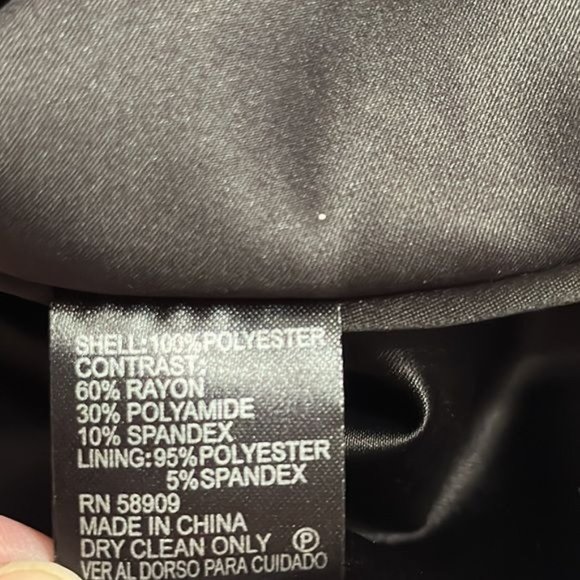 SHELL: 100% POLYESTER
CONTRAST:
60% RAYON
30% POLYAMIDE
10% SPANDEX
LINING: 95% POLYESTER
5% SPANDEX
RN 58909
MADE IN CHINA
DRY CLEAN ONLY Ⓟ
VER AL DORSO PARA CUIDADO